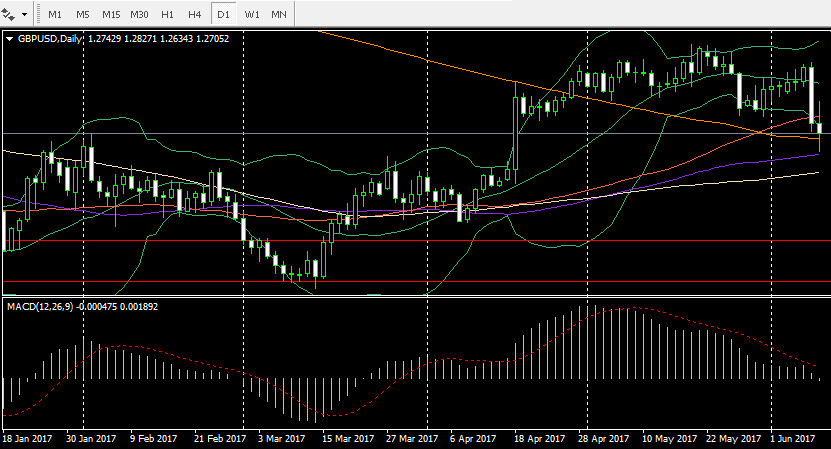 M1 M5 M15 M30 H1 H4 D1 W1 MN
GBPUSD,Daily 1.27429 1.28271 1.26343 1.27052
MACD(12,26,9) -0.000475 0.001892
18 Jan 2017 30 Jan 2017 9 Feb 2017 21 Feb 2017 3 Mar 2017 15 Mar 2017 27 Mar 2017 6 Apr 2017 18 Apr 2017 28 Apr 2017 10 May 2017 22 May 2017 1 Jun 2017